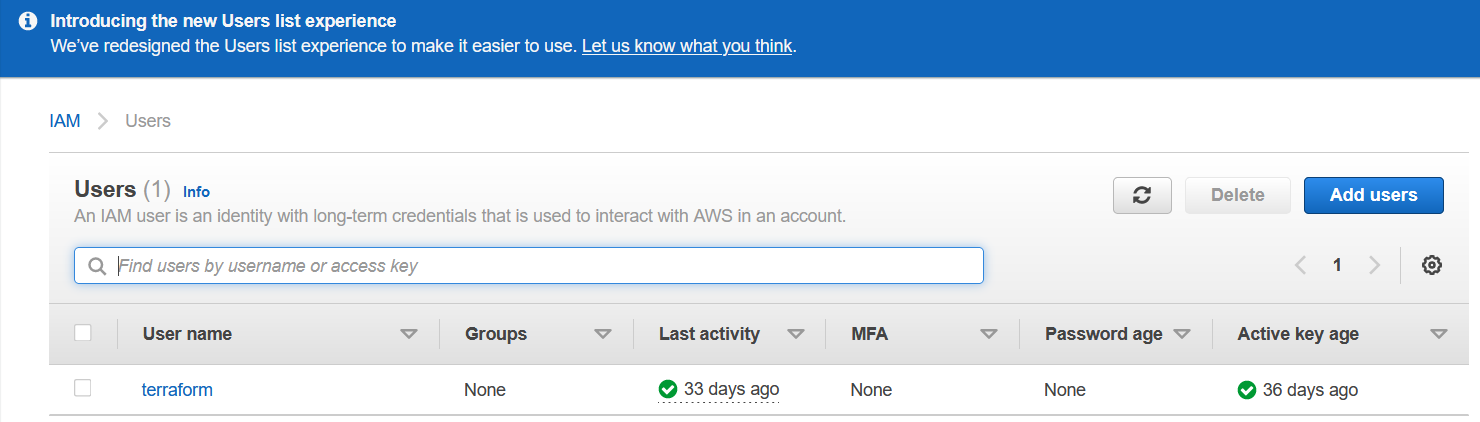 Introducing the new Users list experience
We've redesigned the Users list experience to make it easier to use. Let us know what you think.
IAM Users
Users (1) Info
An IAM user is an identity with long-term credentials that is used to interact with AWS in an account.
Delete Add users
Find users by username or access key
1
User name Groups Last activity MFA Password age Active key age
terraform None 33 days ago None None 36 days ago